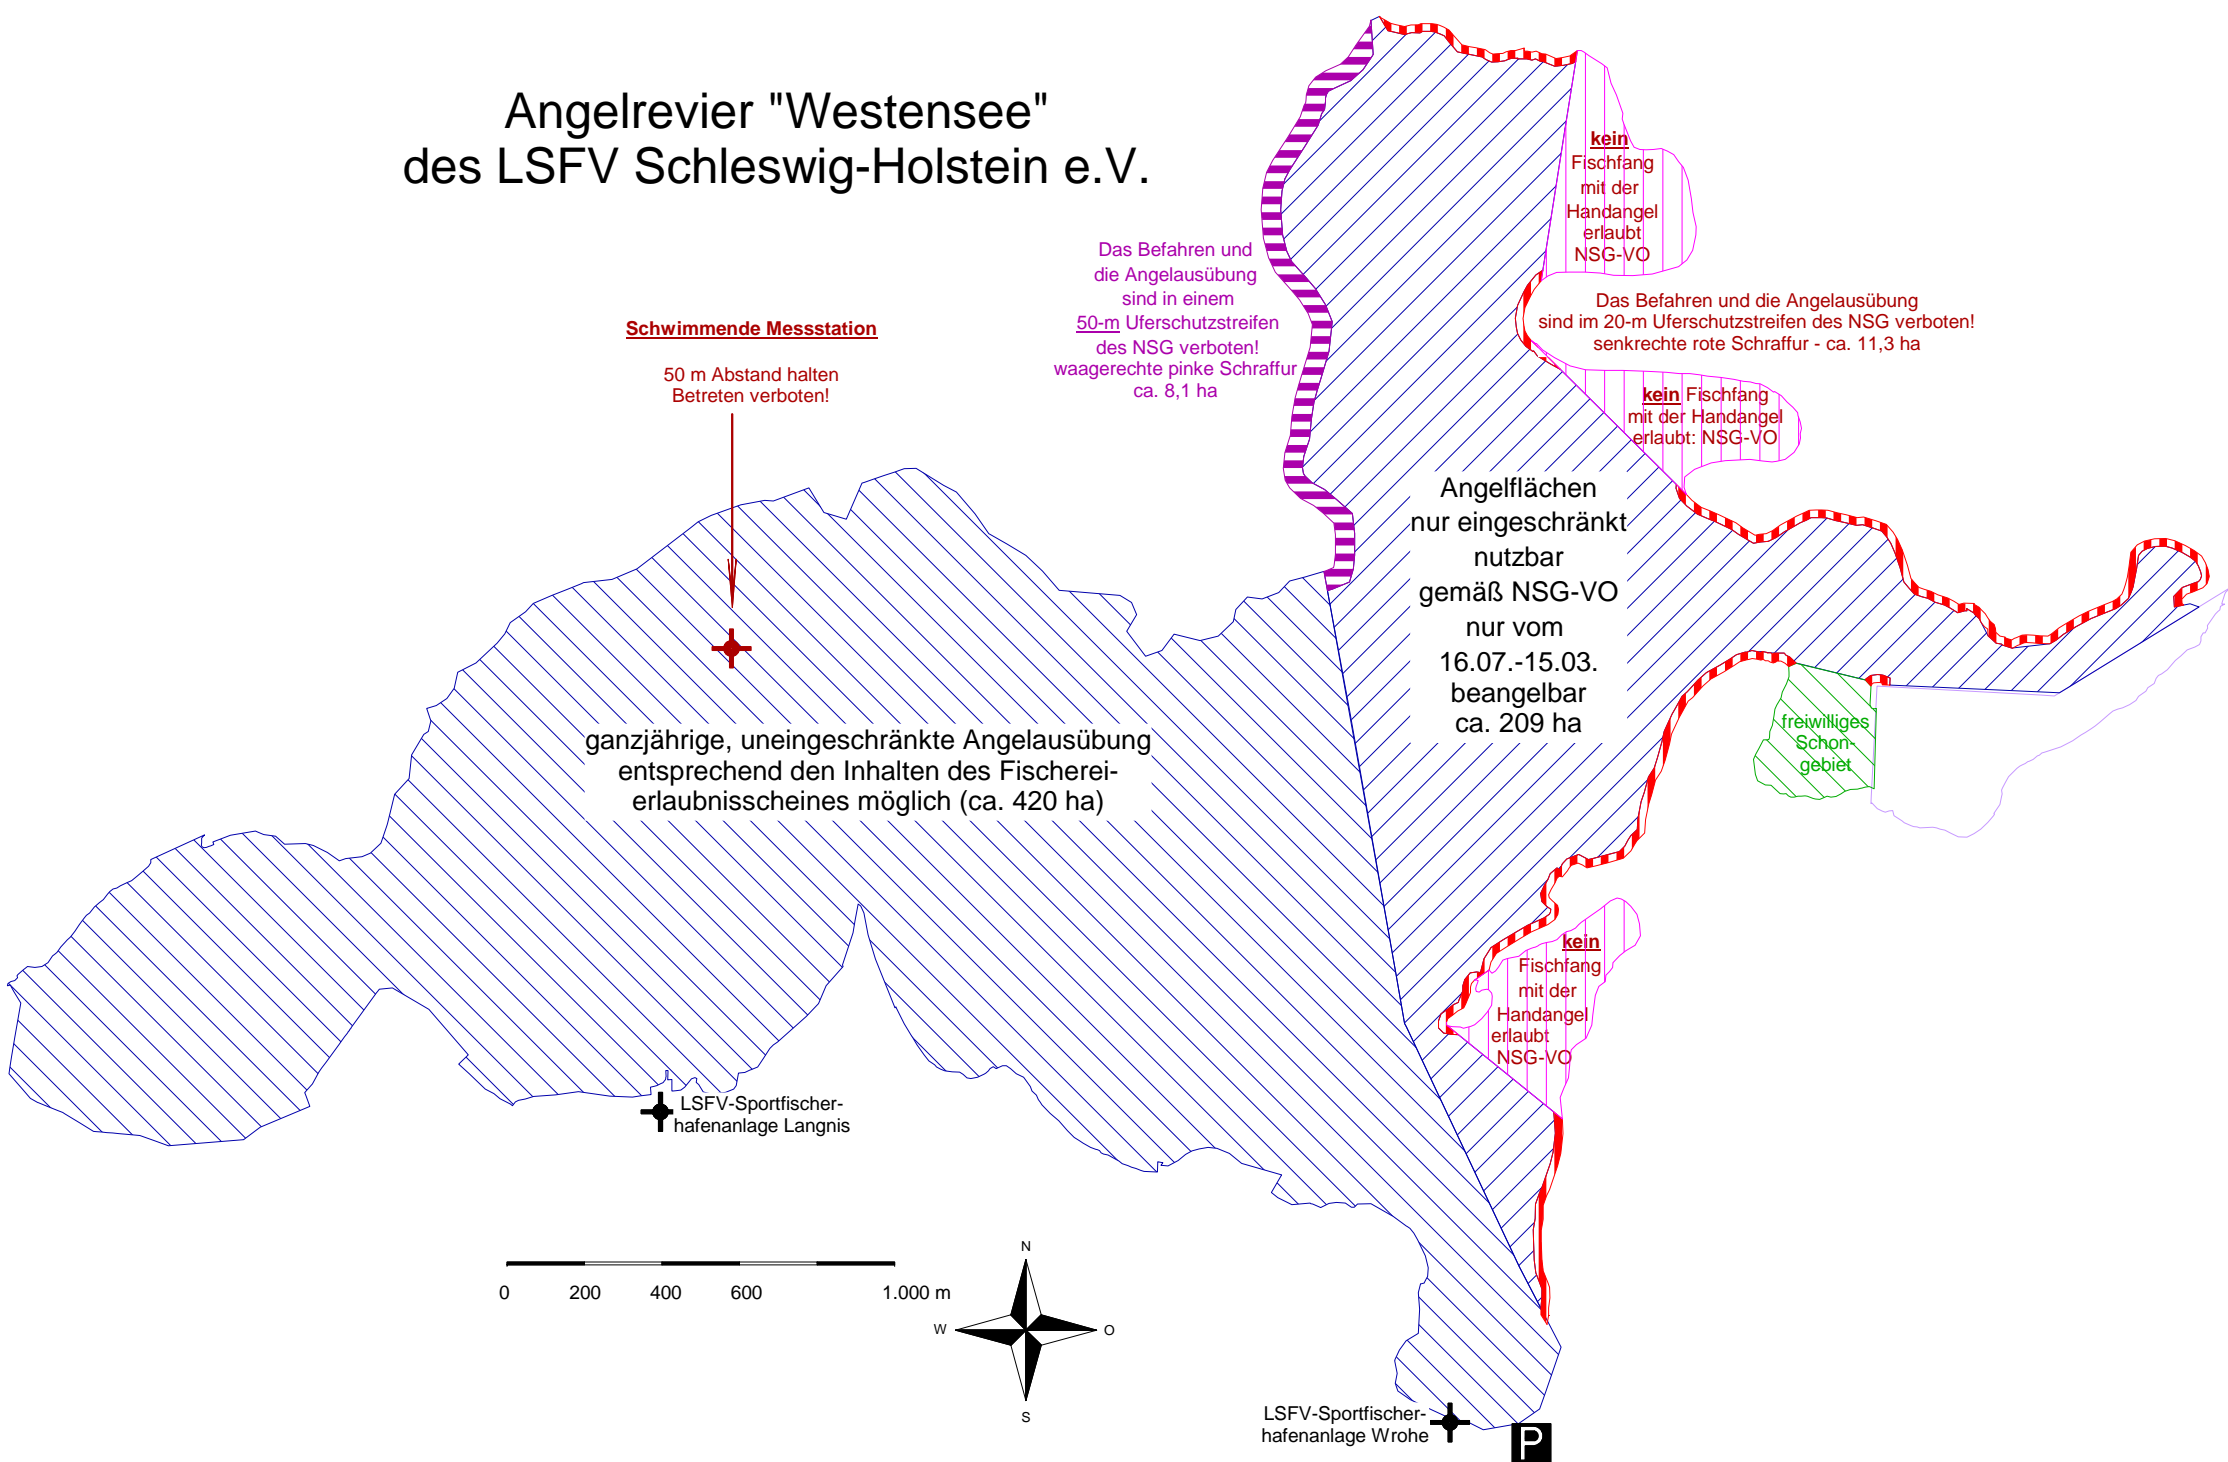 Angelrevier "Westensee"
des LSFV Schleswig-Holstein e.V.
kein
Fischfang
mit der
Handangel
erlaubt
NSG-VO
Das Befahren und
die Angelausübung
sind in einem
50-m Uferschutzstreifen
des NSG verboten!
waagerechte pinke Schraffur
ca. 8,1 ha
Das Befahren und die Angelausübung
sind im 20-m Uferschutzstreifen des NSG verboten!
senkrechte rote Schraffur - ca. 11,3 ha
Schwimmende Messstation
50 m Abstand halten
Betreten verboten!
kein Fischfang
mit der Handangel
erlaubt: NSG-VO
Angelflächen
nur eingeschränkt
nutzbar
gemäß NSG-VO
nur vom
16.07.-15.03.
beangelbar
ca. 209 ha
freiwilliges
Schon-
gebiet
ganzjährige, uneingeschränkte Angelausübung
entsprechend den Inhalten des Fischerei-
erlaubnisscheines möglich (ca. 420 ha)
kein
Fischfang
mit der
Handangel
erlaubt
NSG-VO
LSFV-Sportfischer-
hafenanlage Langnis
0 200 400 600 1.000 m
N
W O
S
LSFV-Sportfischer-
hafenanlage Wrohe
P